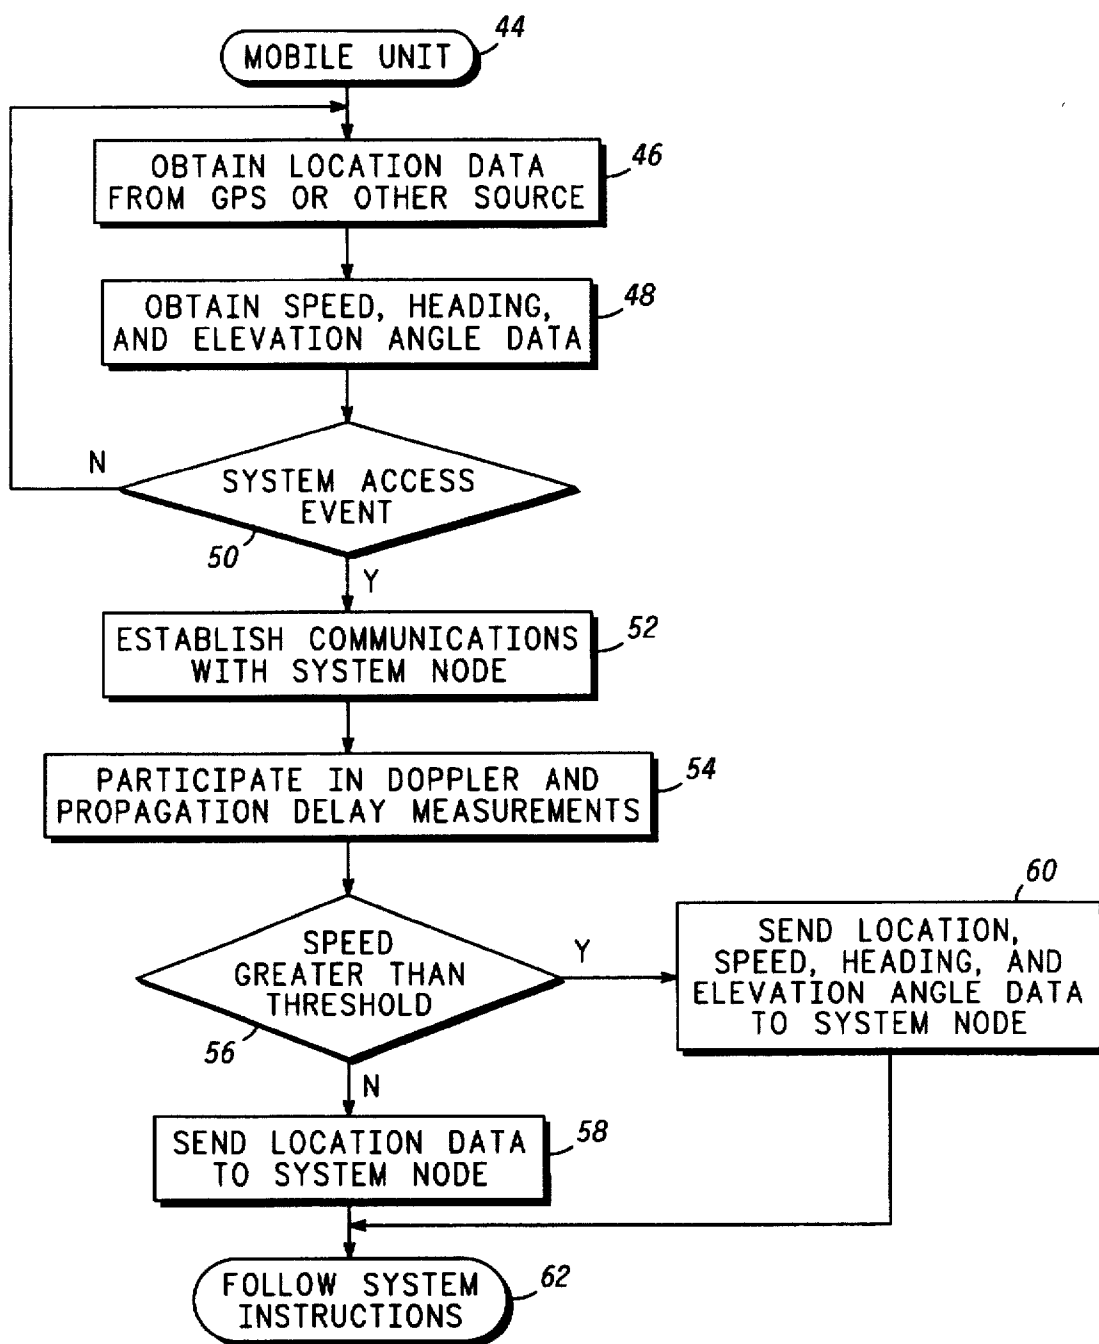 MOBILE UNIT
44
OBTAIN LOCATION DATA
FROM GPS OR OTHER SOURCE
46
OBTAIN SPEED, HEADING,
AND ELEVATION ANGLE DATA
48
N
SYSTEM ACCESS
EVENT
50
Y
ESTABLISH COMMUNICATIONS
WITH SYSTEM NODE
52
PARTICIPATE IN DOPPLER AND
PROPAGATION DELAY MEASUREMENTS
54
SPEED
GREATER THAN
THRESHOLD
56
Y
60
SEND LOCATION,
SPEED, HEADING, AND
ELEVATION ANGLE DATA
TO SYSTEM NODE
N
SEND LOCATION DATA
TO SYSTEM NODE
58
FOLLOW SYSTEM
INSTRUCTIONS
62